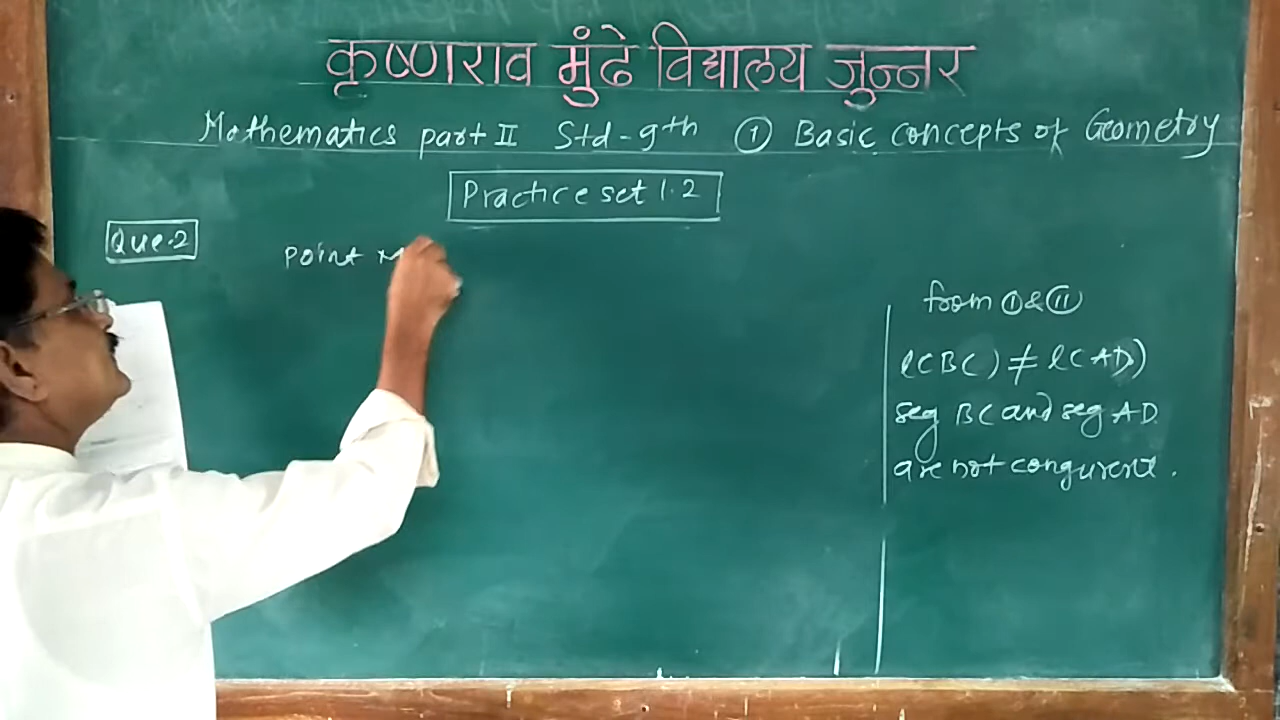 कृष्णराव मुंढे विद्यालय जुन्नर
Mathematics part II Std-9th ① Basic concepts of Geometry
Practice set 1.2
Que.2
point M
from ① & ⑪
l(BC) ≠ l(AD)
seg BC and seg AD
are not congurent.